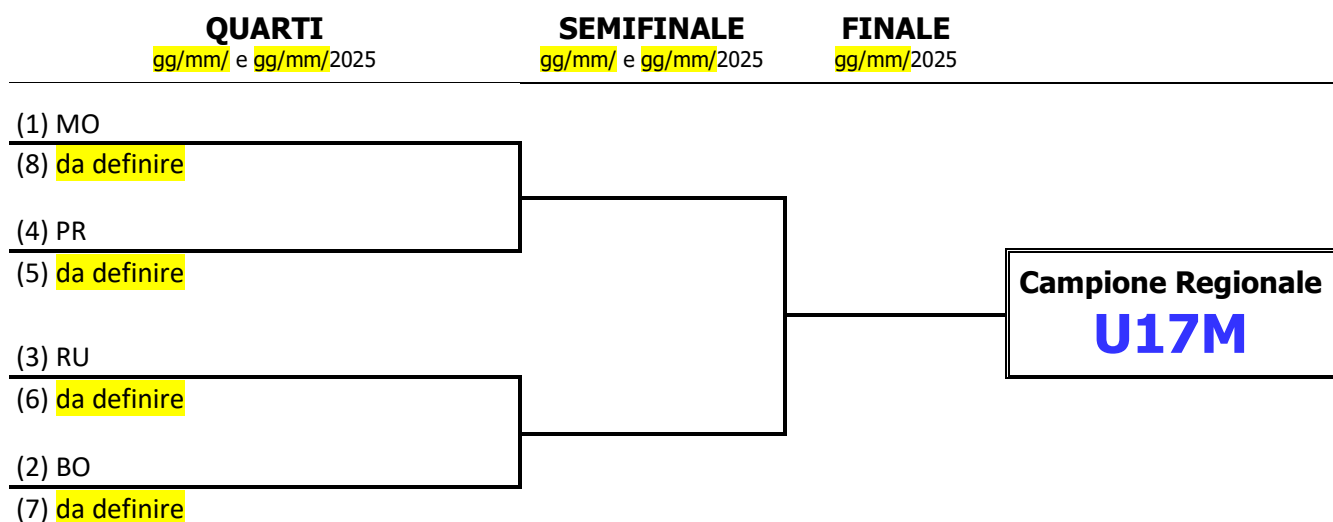 QUARTI SEMIFINALE FINALE
gg/mm/ e gg/mm/2025 gg/mm/ e gg/mm/2025 gg/mm/2025
(1) MO
(8) da definire
(4) PR
(5) da definire
Campione Regionale
U17M
(3) RU
(6) da definire
(2) BO
(7) da definire